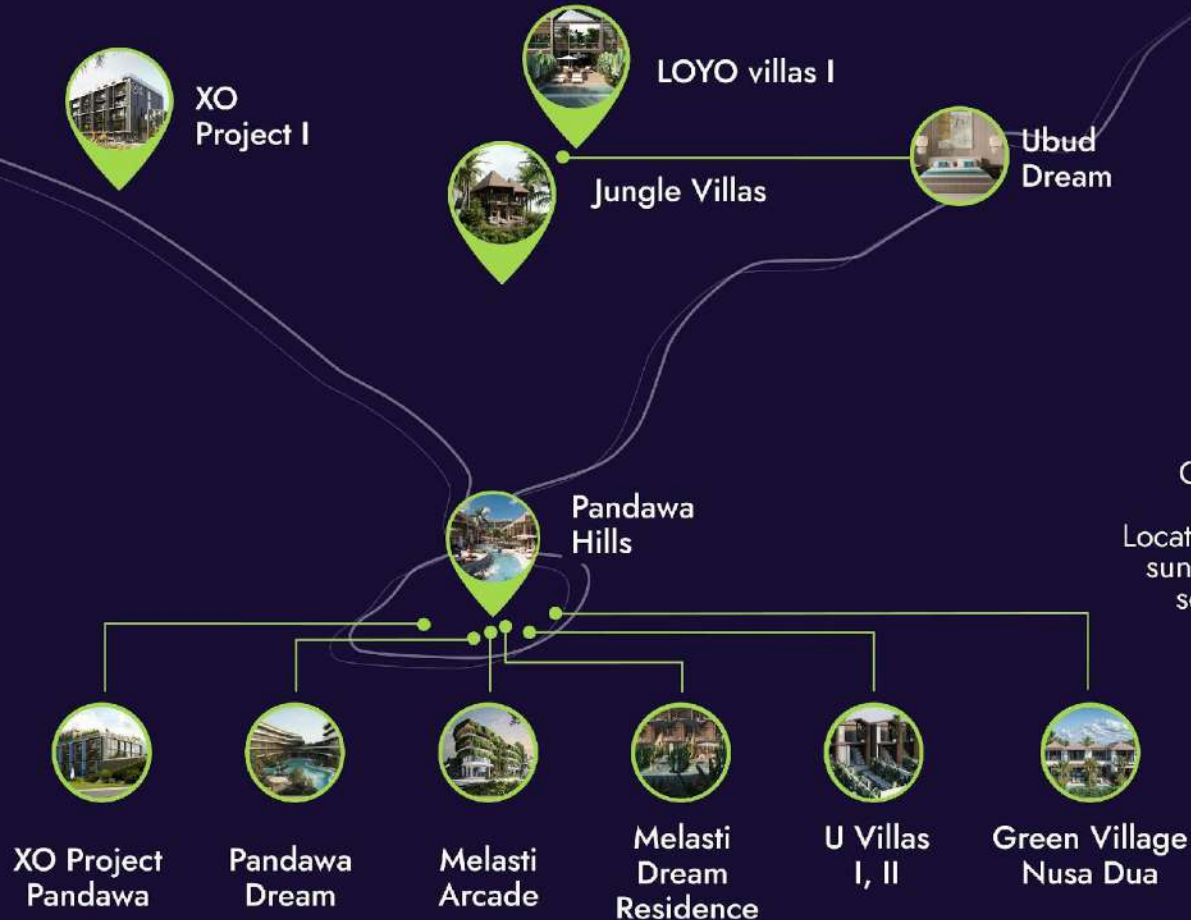 XO
Project I
LOYO villas I
Jungle Villas
Ubud
Dream
Pandawa
Hills
XO Project
Pandawa
Pandawa
Dream
Melasti
Arcade
Melasti
Dream
Residence
U Villas
I, II
Green Village
Nusa Dua